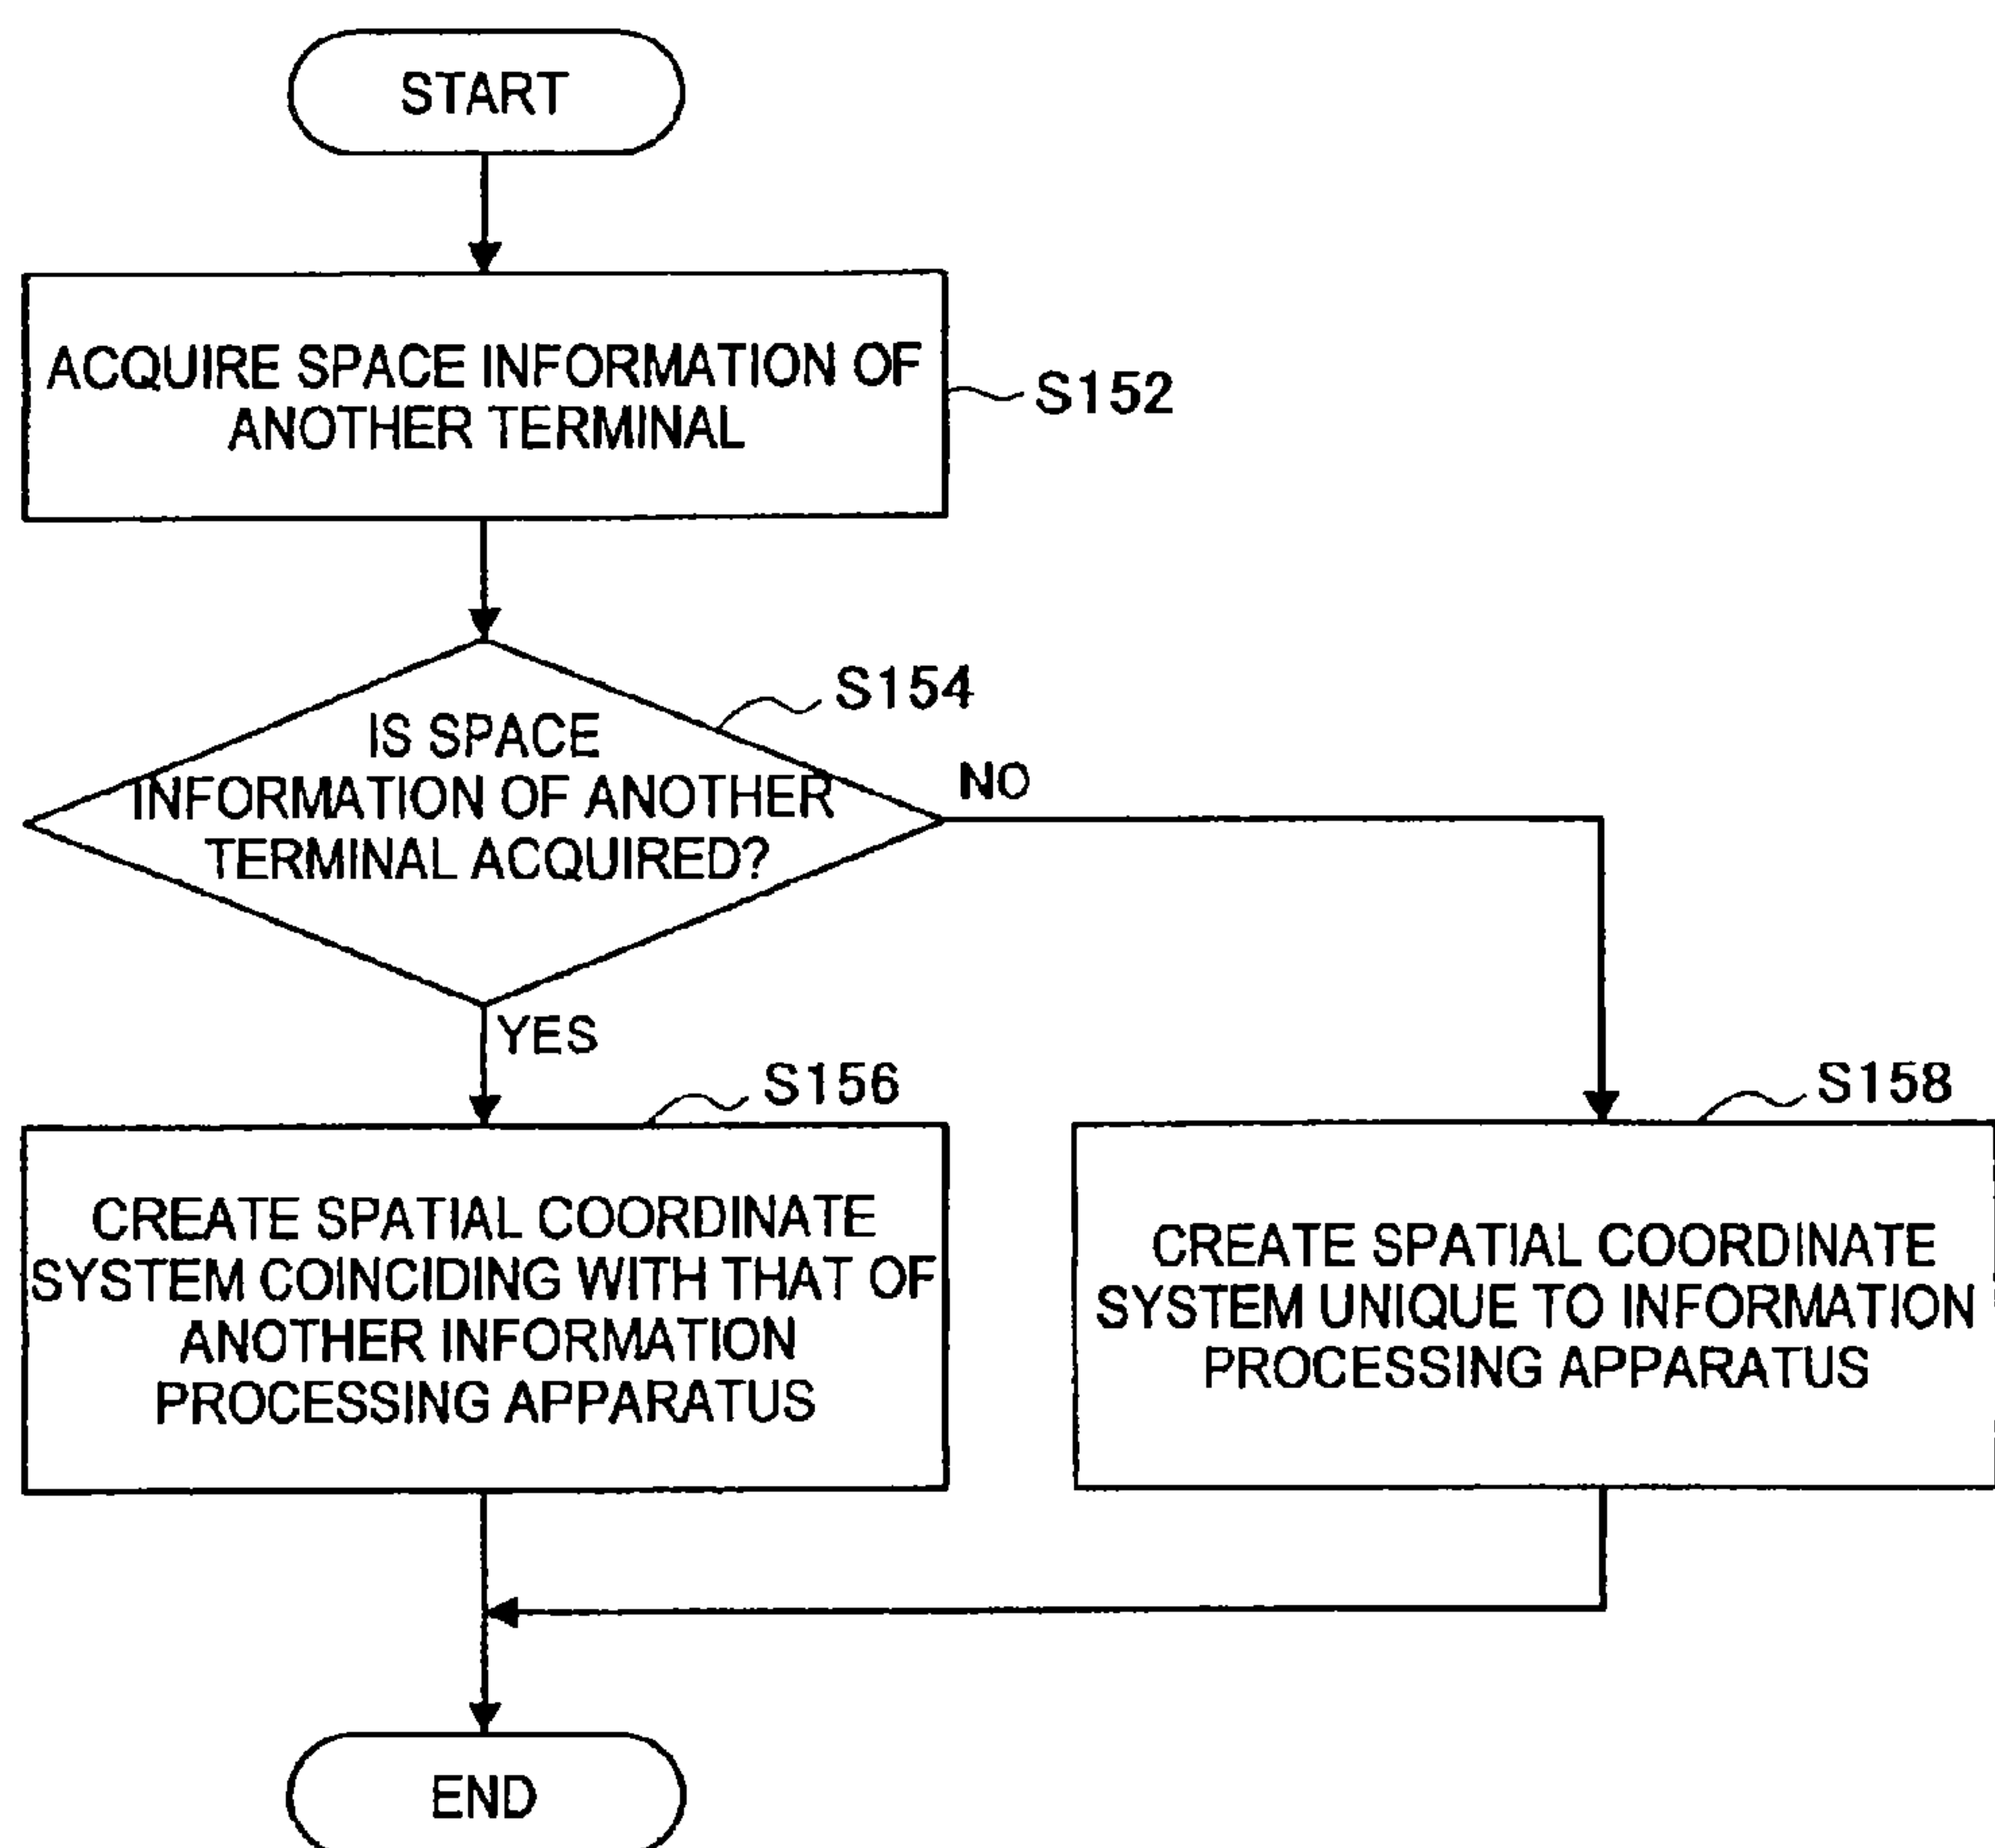 START
ACQUIRE SPACE INFORMATION OF
ANOTHER TERMINAL
S152
S154
IS SPACE
INFORMATION OF ANOTHER
TERMINAL ACQUIRED?
NO
YES
S156
CREATE SPATIAL COORDINATE
SYSTEM COINCIDING WITH THAT OF
ANOTHER INFORMATION
PROCESSING APPARATUS
S158
CREATE SPATIAL COORDINATE
SYSTEM UNIQUE TO INFORMATION
PROCESSING APPARATUS
END